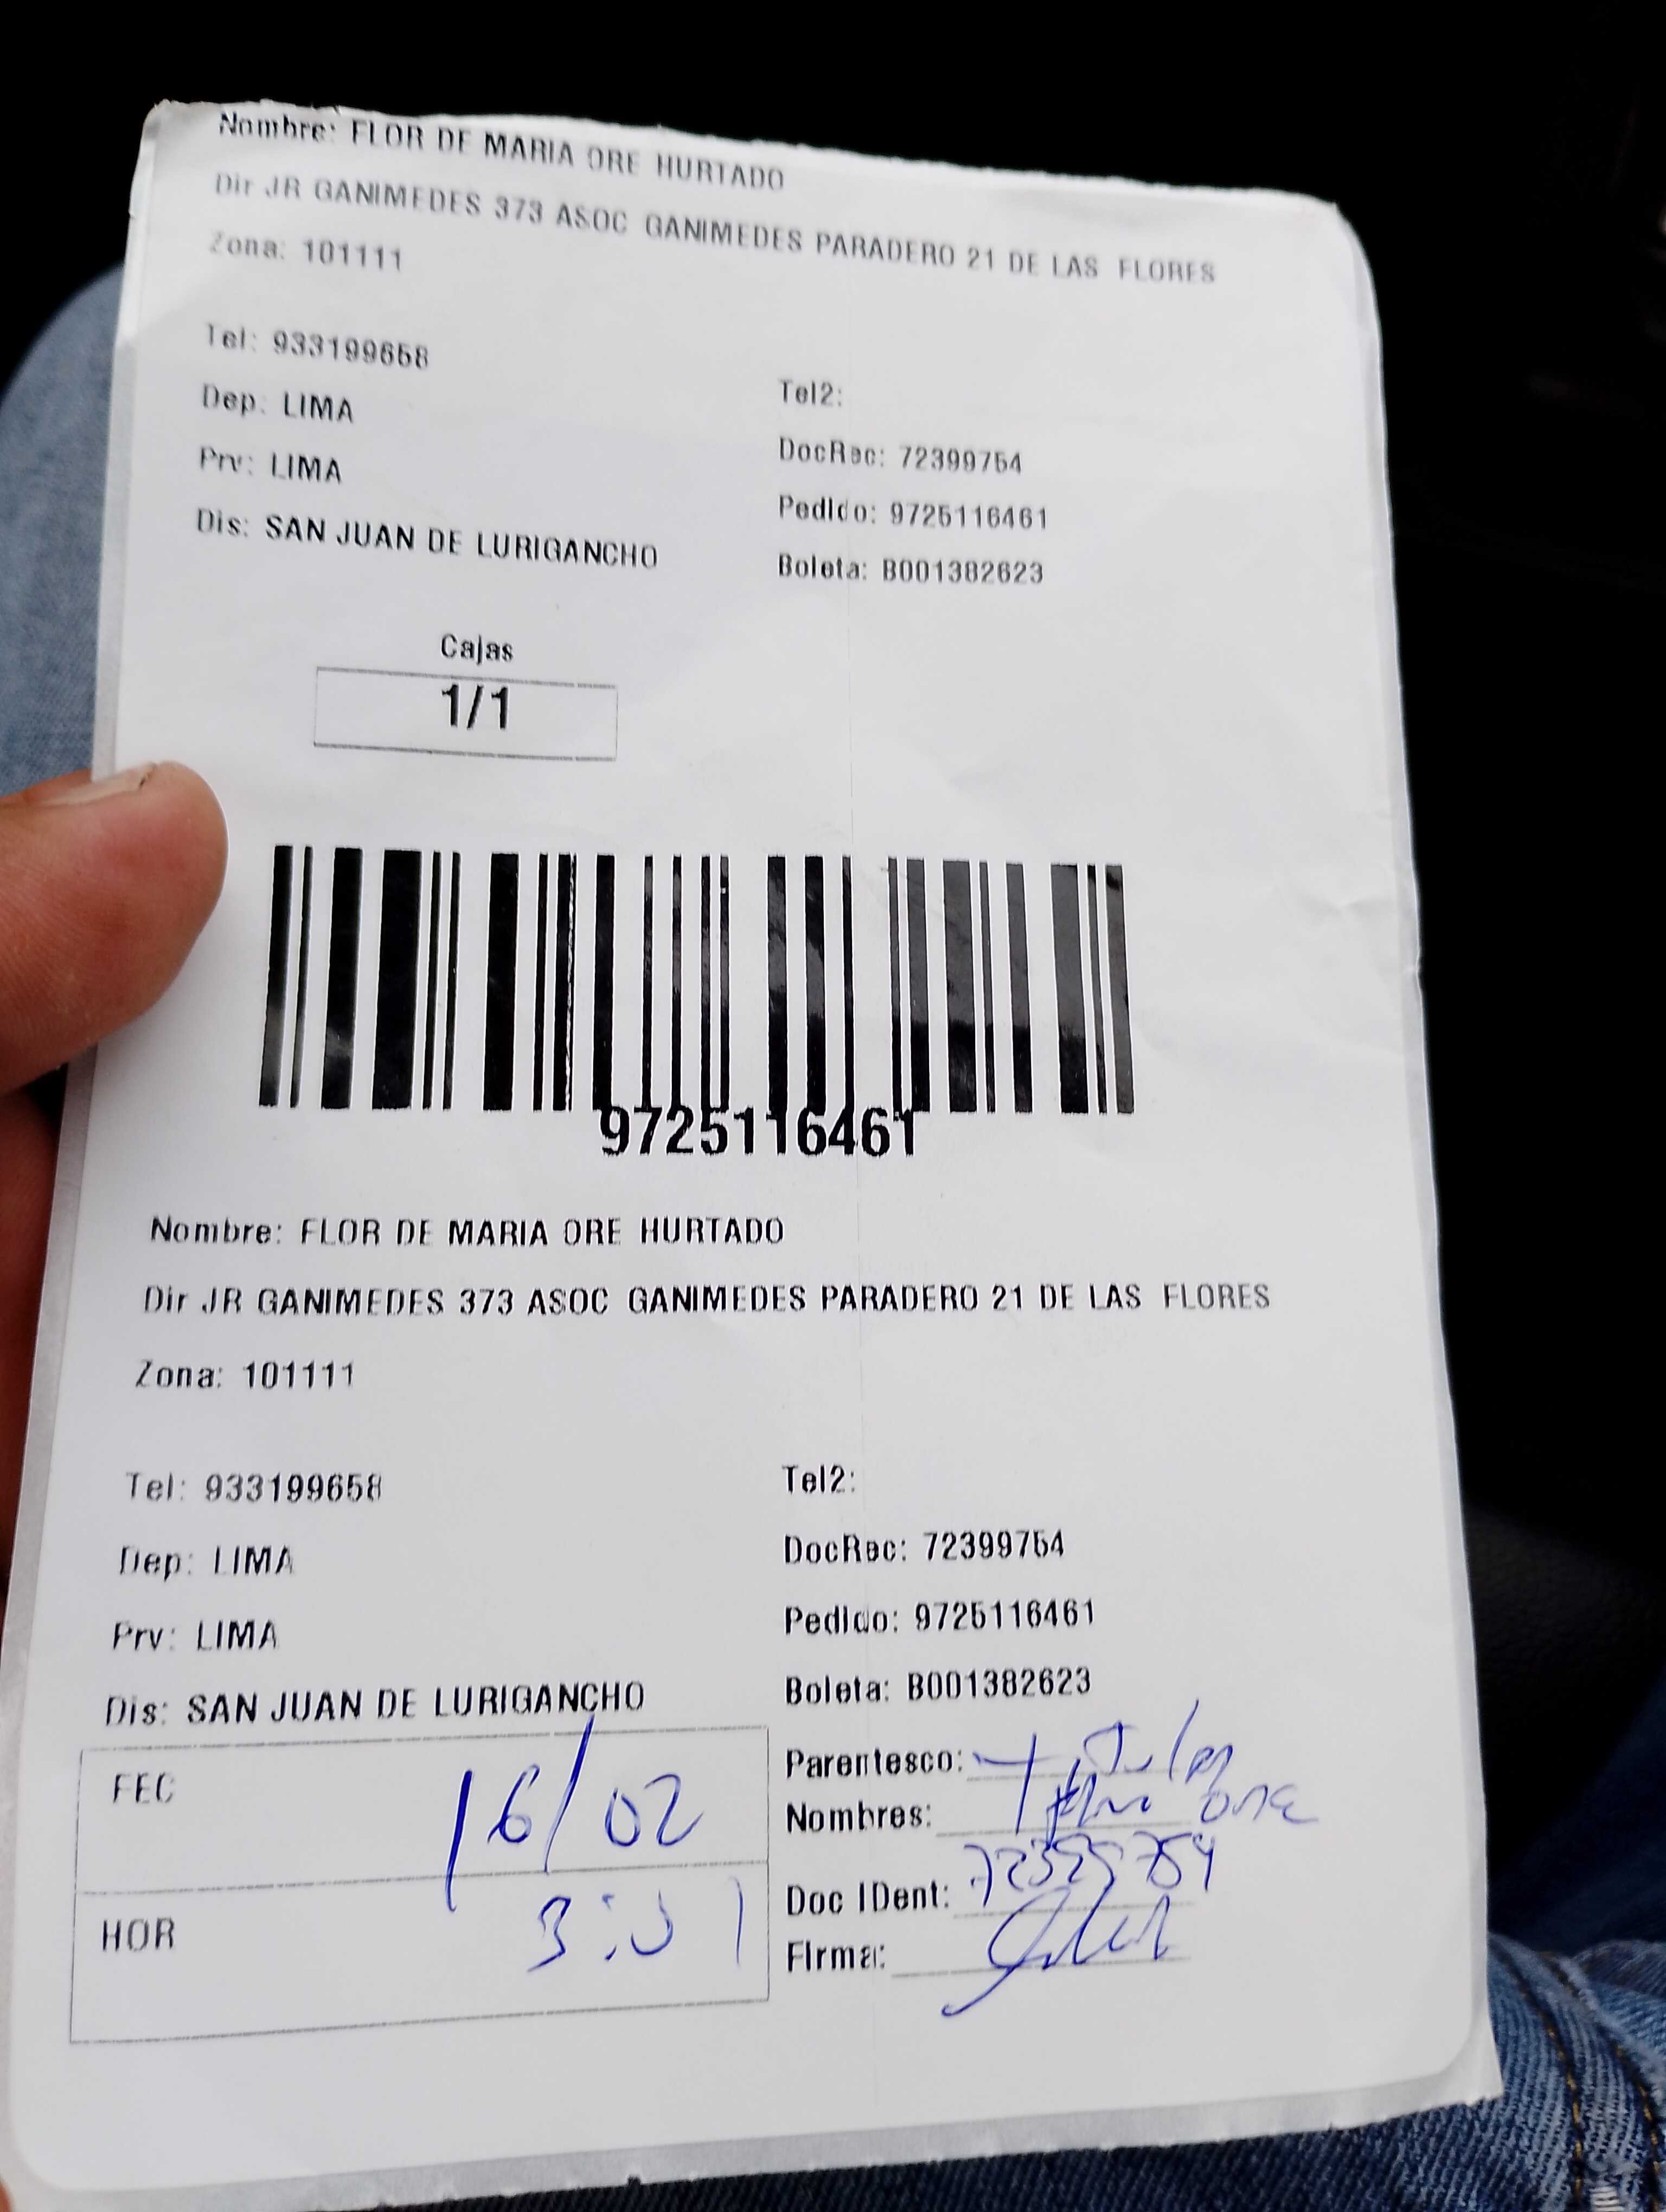 Nombre: FLOR DE MARIA ORE HURTADO
Dir JR GANIMEDES 373 ASOC GANIMEDES PARADERO 21 DE LAS FLORES
Zona: 101111
Tel: 933199658
Tel2:
Dep: LIMA
DocRec: 72399754
Prv: LIMA
Pedido: 9725116461
Dis: SAN JUAN DE LURIGANCHO
Boleta: B001382623
Cajas
1/1
9725116461
Nombre: FLOR DE MARIA ORE HURTADO
Dir JR GANIMEDES 373 ASOC GANIMEDES PARADERO 21 DE LAS FLORES
Zona: 101111
Tel: 933199658
Tel2:
Dep: LIMA
DocRec: 72399754
Prv: LIMA
Pedido: 9725116461
Dis: SAN JUAN DE LURIGANCHO
Boleta: B001382623
FEC 16/02
Parentesco: Titular
Nombres: Ore
HOR 3:01
Doc IDent:
Firma: